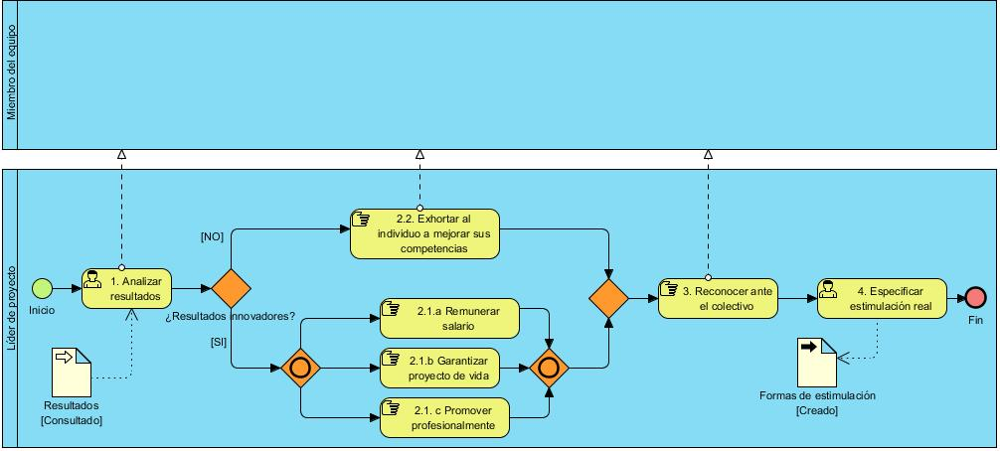 Miembro del equipo
Líder de proyecto
Inicio
1. Analizar
resultados
Resultados
[Consultado]
¿Resultados innovadores?
[NO]
[SI]
2.2. Exhortar al
individuo a mejorar sus
competencias
2.1.a Remunerar
salario
2.1.b Garantizar
proyecto de vida
2.1. c Promover
profesionalmente
3. Reconocer ante
el colectivo
4. Especificar
estimulación real
Formas de estimulación
[Creado]
Fin